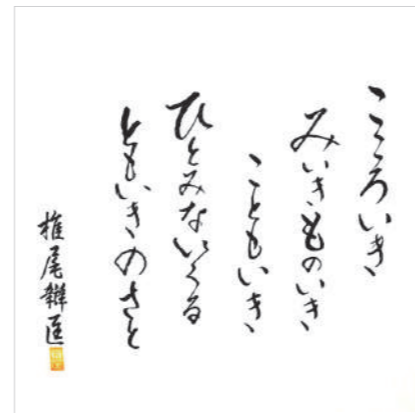 こころいき
みいきものいき
こともいき
ひとみないくる
ともいきのさと
椎尾辨匡